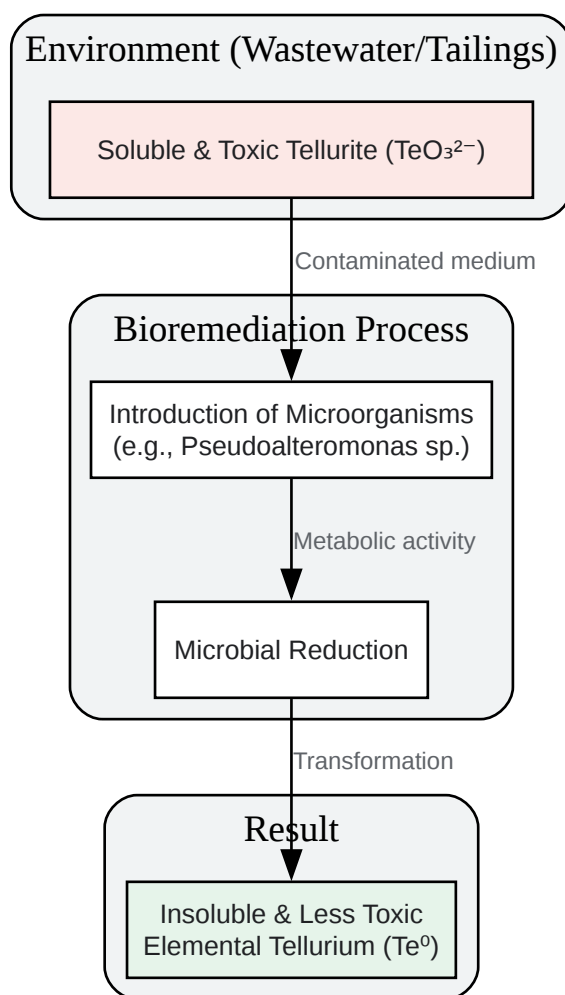 Environment (Wastewater/Tailings)
Soluble & Toxic Tellurite (TeO₃²⁻)
Contaminated medium
Bioremediation Process
Introduction of Microorganisms
(e.g., Pseudoalteromonas sp.)
Metabolic activity
Microbial Reduction
Transformation
Result
Insoluble & Less Toxic
Elemental Tellurium (Te⁰)